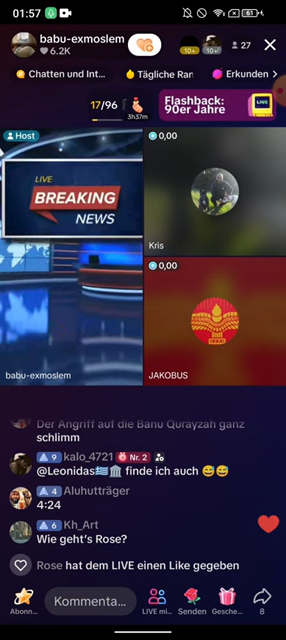 01:57
61
babu-exmoslem
6.2K
10+
10+
27
Chatten und Int...
Tägliche Ran
Erkunden
17/96
3h37m
Flashback:
90er Jahre
LIVE
Host
0,00
LIVE
BREAKING
NEWS
Kris
0,00
babu-exmoslem
JAKOBUS
Der Angriff auf die Banu Qurayzah ganz
schlimm
9 kalo_4721 Nr. 2
@Leonidas🇬🇷🏛️ finde ich auch 😅😅
4 Aluhutträger
4:24
6 Kh_Art
Wie geht's Rose?
Rose hat dem LIVE einen Like gegeben
Kommenta...
Abonn...
LIVE mi...
Senden
Gesche...
8